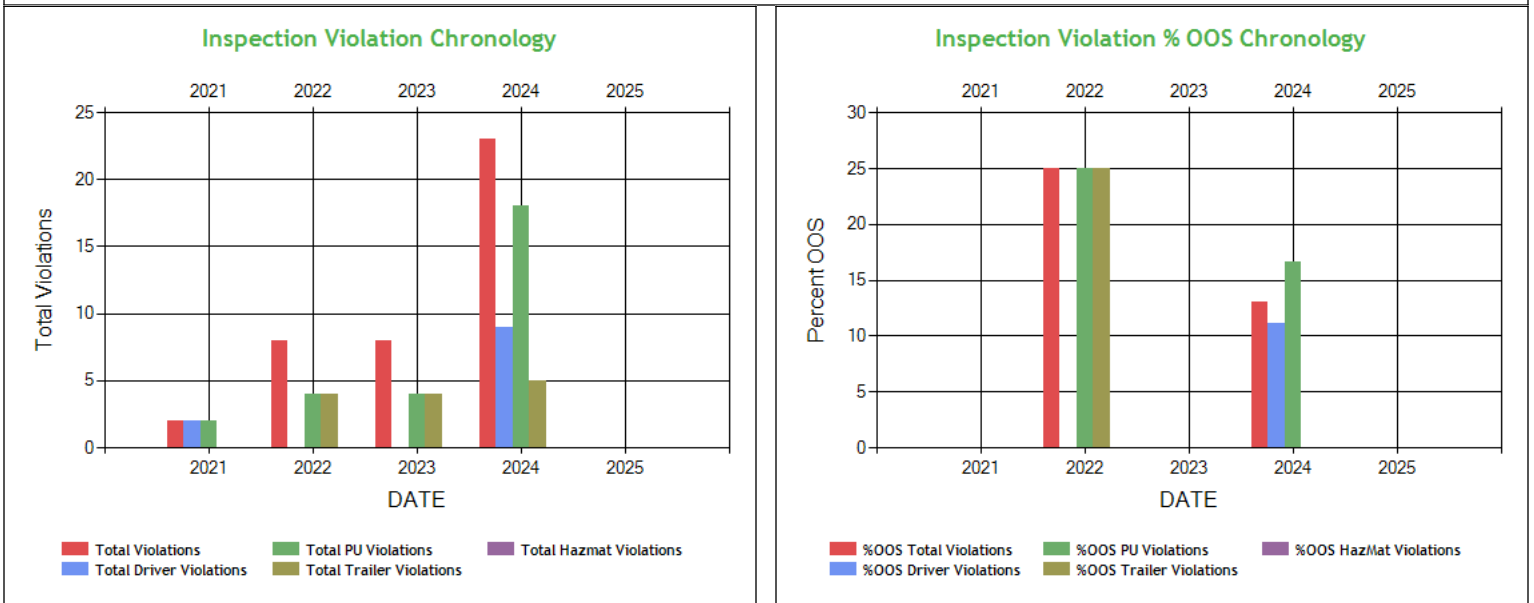 Inspection Violation Chronology
2021 2022 2023 2024 2025
25
20
15
10
5
0
Total Violations
2021 2022 2023 2024 2025
DATE
Total Violations Total PU Violations Total Hazmat Violations
Total Driver Violations Total Trailer Violations
Inspection Violation % OOS Chronology
2021 2022 2023 2024 2025
30
25
20
15
10
5
0
Percent OOS
2021 2022 2023 2024 2025
DATE
%OOS Total Violations %OOS PU Violations %OOS HazMat Violations
%OOS Driver Violations %OOS Trailer Violations